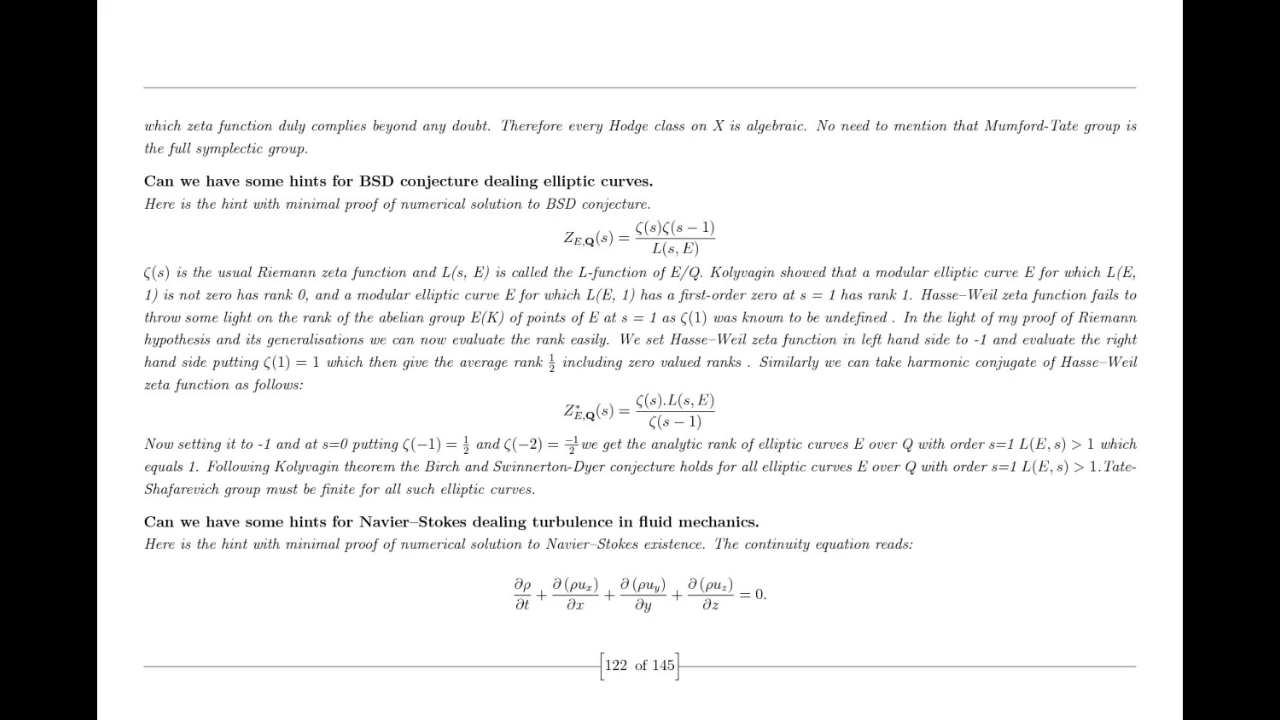 which zeta function duly complies beyond any doubt. Therefore every Hodge class on X is algebraic. No need to mention that Mumford-Tate group is
the full symplectic group.
Can we have some hints for BSD conjecture dealing elliptic curves.
Here is the hint with minimal proof of numerical solution to BSD conjecture.
Z_{E,Q}(s) = \frac{ζ(s)ζ(s − 1)}{L(s, E)}
ζ(s) is the usual Riemann zeta function and L(s, E) is called the L-function of E/Q. Kolyvagin showed that a modular elliptic curve E for which L(E,
1) is not zero has rank 0, and a modular elliptic curve E for which L(E, 1) has a first-order zero at s = 1 has rank 1. Hasse–Weil zeta function fails to
throw some light on the rank of the abelian group E(K) of points of E at s = 1 as ζ(1) was known to be undefined . In the light of my proof of Riemann
hypothesis and its generalisations we can now evaluate the rank easily. We set Hasse–Weil zeta function in left hand side to -1 and evaluate the right
hand side putting ζ(1) = 1 which then give the average rank \frac{1}{2} including zero valued ranks . Similarly we can take harmonic conjugate of Hasse–Weil
zeta function as follows:
Z^*_{E,Q}(s) = \frac{ζ(s).L(s, E)}{ζ(s − 1)}
Now setting it to -1 and at s=0 putting ζ(−1) = \frac{1}{2} and ζ(−2) = \frac{−1}{2} we get the analytic rank of elliptic curves E over Q with order s=1 L(E, s) > 1 which
equals 1. Following Kolyvagin theorem the Birch and Swinnerton-Dyer conjecture holds for all elliptic curves E over Q with order s=1 L(E, s) > 1.Tate-
Shafarevich group must be finite for all such elliptic curves.
Can we have some hints for Navier–Stokes dealing turbulence in fluid mechanics.
Here is the hint with minimal proof of numerical solution to Navier–Stokes existence. The continuity equation reads:
\frac{∂ρ}{∂t} + \frac{∂(ρu_x)}{∂x} + \frac{∂(ρu_y)}{∂y} + \frac{∂(ρu_z)}{∂z} = 0.
[122 of 145]